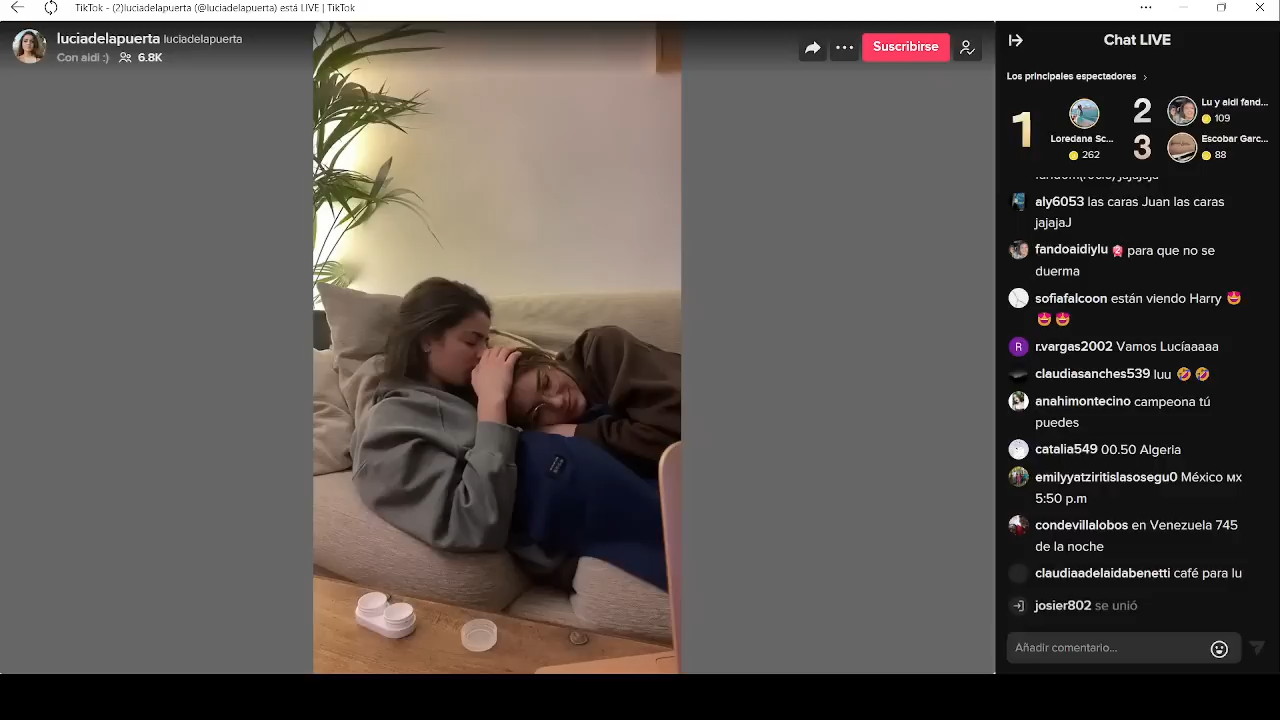 TikTok - (2)luciadelapuerta (@luciadelapuerta) está LIVE | TikTok
luciadelapuerta luciadelapuerta
Con aidi :) 6.8K
Suscribirse
Chat LIVE
Los principales espectadores
1
Loredana Sc...
262
2
Lu y aidi fand...
109
3
Escobar Garc...
88
aly6053 las caras Juan las caras
jajajaJ
fandoaidiylu para que no se
duerma
sofiafalcoon están viendo Harry 🤩
🤩🤩
R r.vargas2002 Vamos Lucíaaaaa
claudiasanches539 luu 🤣🤣
anahimontecino campeona tú
puedes
catalia549 00.50 Algeria
emilyyatziritislasosegu0 México MX
5:50 p.m
condevillalobos en Venezuela 745
de la noche
claudiaadelaidabenetti café para lu
josier802 se unió
Añadir comentario...